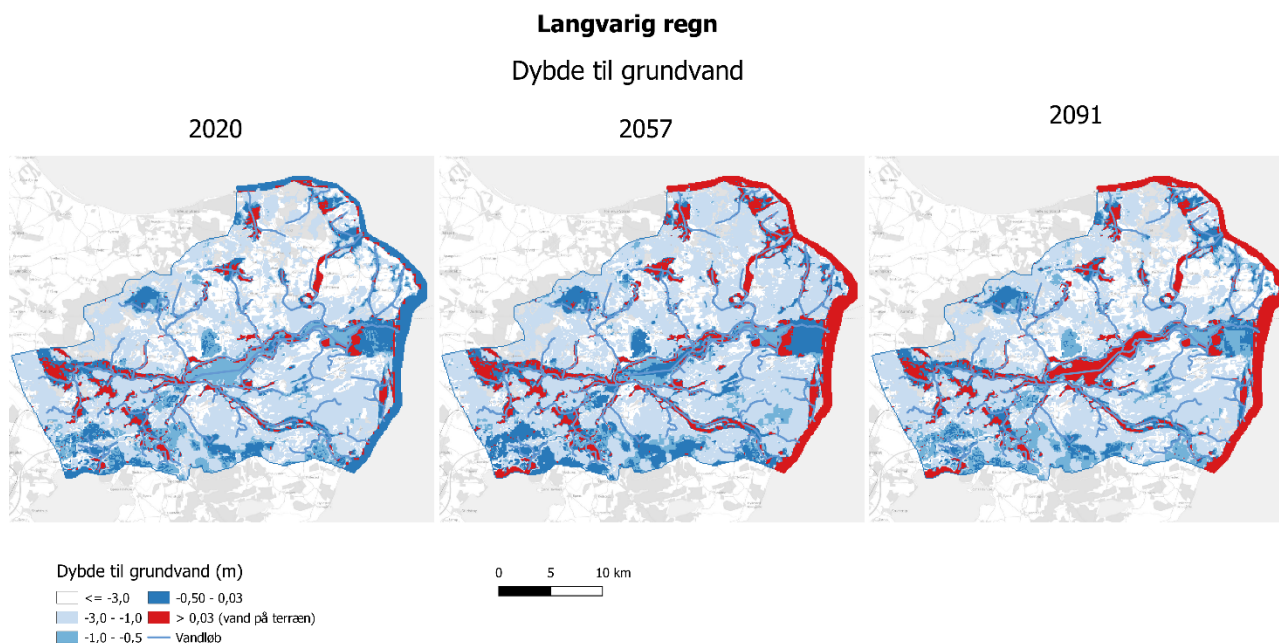 Langvarig regn
Dybde til grundvand
2020
2057
2091
Dybde til grundvand (m)
<= -3,0
-3,0 - -1,0
-1,0 - -0,5
-0,50 - 0,03
> 0,03 (vand på terræn)
Vandløb
0 5 10 km